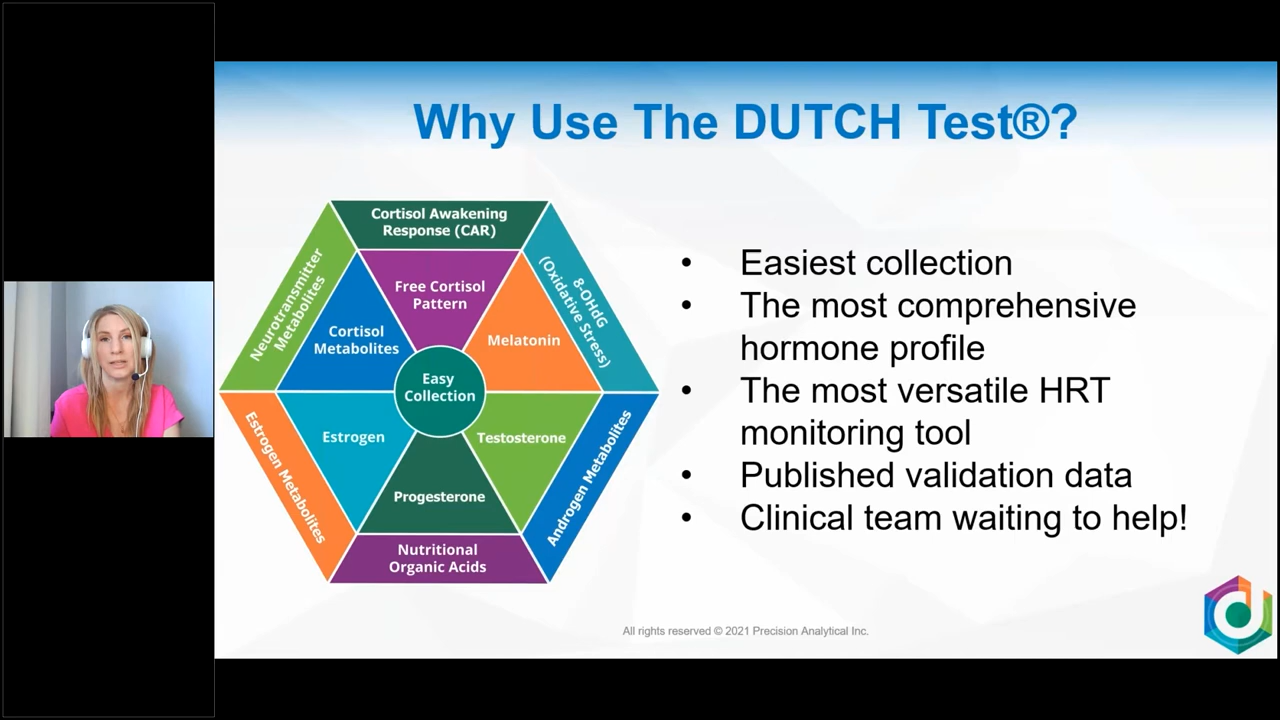 Why Use The DUTCH Test®?
Cortisol Awakening
Response (CAR)
Neurotransmitter
Metabolites
8-OHdG
(Oxidative Stress)
Free Cortisol
Pattern
Cortisol
Metabolites
Melatonin
Easy
Collection
Estrogen
Testosterone
Progesterone
Estrogen Metabolites
Androgen Metabolites
Nutritional
Organic Acids
• Easiest collection
• The most comprehensive
hormone profile
• The most versatile HRT
monitoring tool
• Published validation data
• Clinical team waiting to help!
All rights reserved © 2021 Precision Analytical Inc.
d